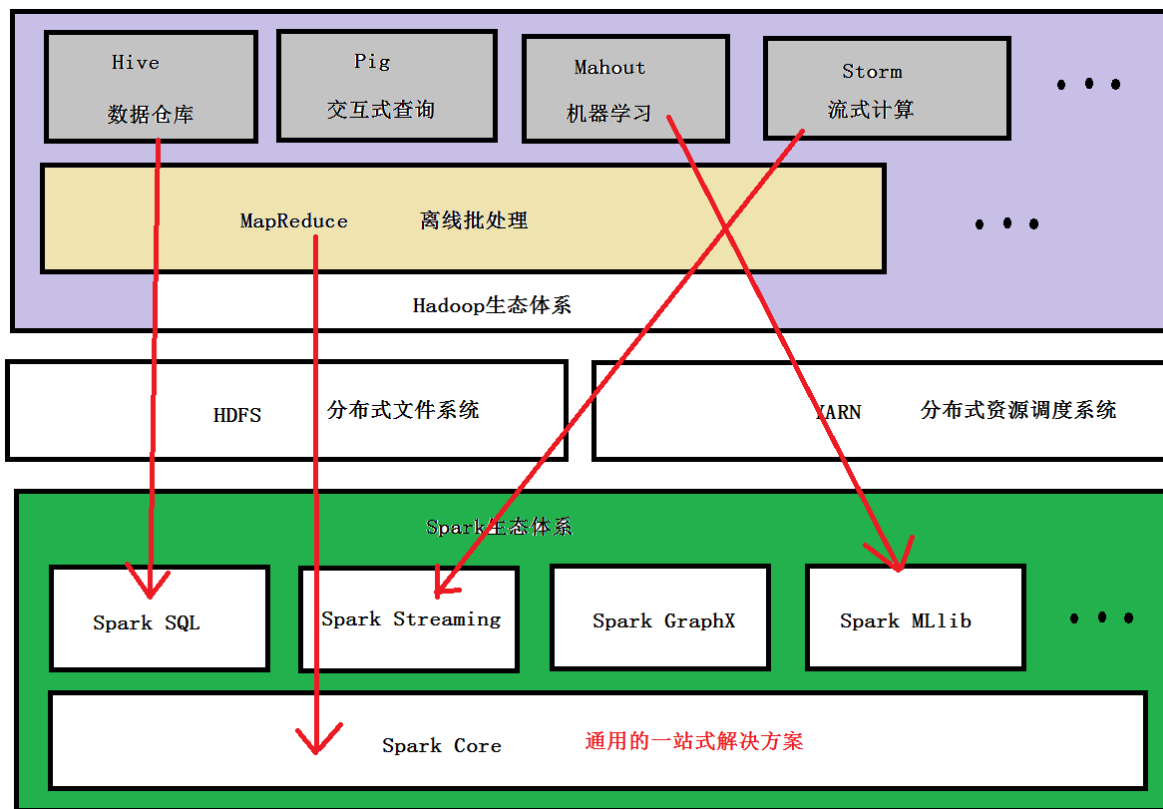 Hive
数据仓库
Pig
交互式查询
Mahout
机器学习
Storm
流式计算
MapReduce 离线批处理
Hadoop生态体系
HDFS 分布式文件系统
YARN 分布式资源调度系统
Spark生态体系
Spark SQL
Spark Streaming
Spark GraphX
Spark MLlib
Spark Core 通用的一站式解决方案